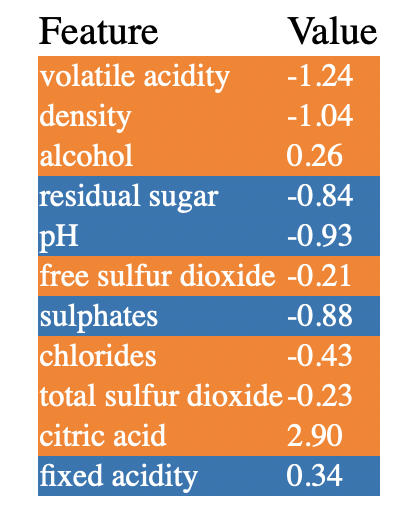 Feature Value
volatile acidity -1.24
density -1.04
alcohol 0.26
residual sugar -0.84
pH -0.93
free sulfur dioxide -0.21
sulphates -0.88
chlorides -0.43
total sulfur dioxide -0.23
citric acid 2.90
fixed acidity 0.34